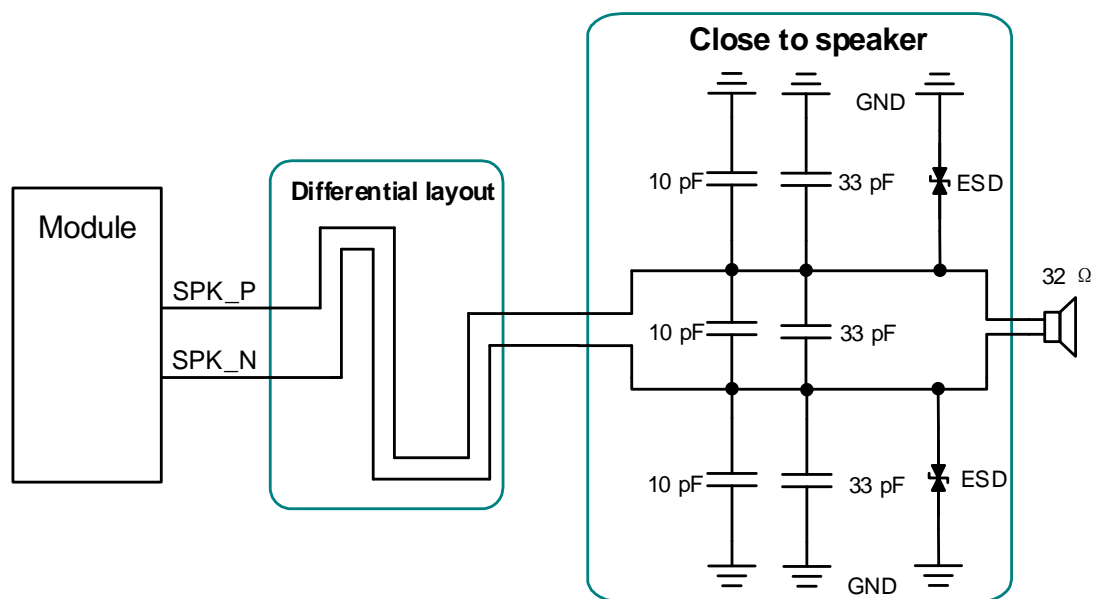 Close to speaker
GND
10 pF
33 pF
ESD
Differential layout
Module
SPK_P
32 Ω
10 pF
33 pF
SPK_N
10 pF
33 pF
ESD
GND